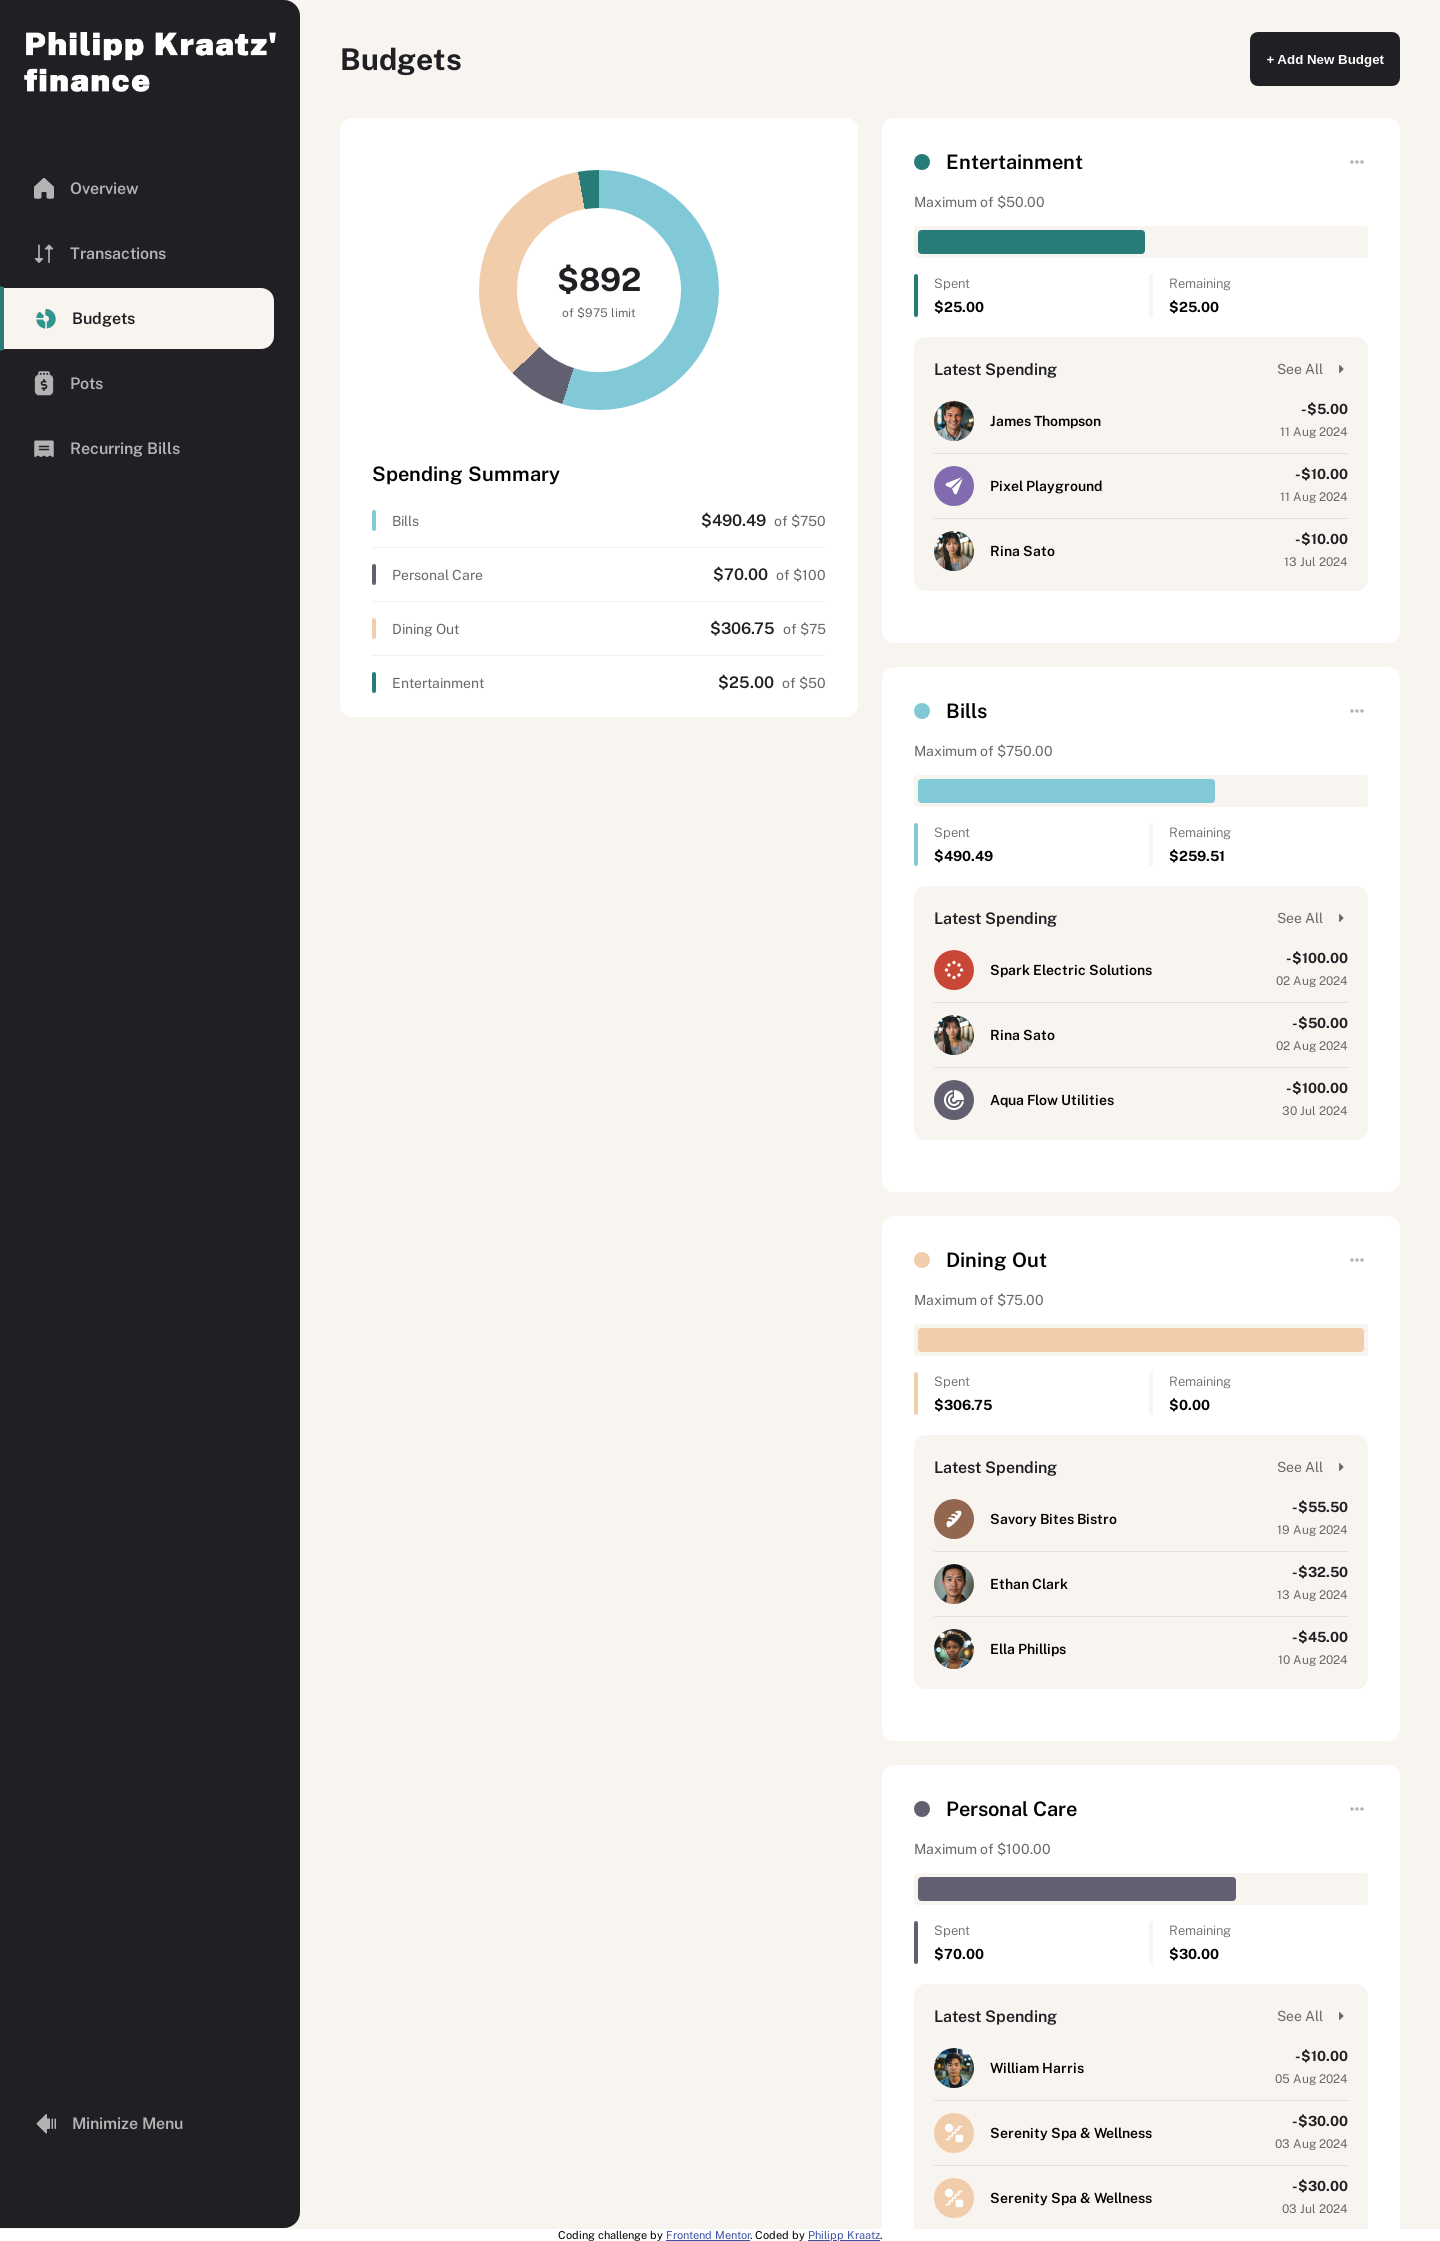 Philipp Kraatz'
finance
Overview
Transactions
Budgets
Pots
Recurring Bills
Minimize Menu
Budgets
+ Add New Budget
$892
of $975 limit
Spending Summary
Bills $490.49 of $750
Personal Care $70.00 of $100
Dining Out $306.75 of $75
Entertainment $25.00 of $50
Entertainment
Maximum of $50.00
Spent Remaining
$25.00 $25.00
Latest Spending See All
James Thompson -$5.00
11 Aug 2024
Pixel Playground -$10.00
11 Aug 2024
Rina Sato -$10.00
13 Jul 2024
Bills
Maximum of $750.00
Spent Remaining
$490.49 $259.51
Latest Spending See All
Spark Electric Solutions -$100.00
02 Aug 2024
Rina Sato -$50.00
02 Aug 2024
Aqua Flow Utilities -$100.00
30 Jul 2024
Dining Out
Maximum of $75.00
Spent Remaining
$306.75 $0.00
Latest Spending See All
Savory Bites Bistro -$55.50
19 Aug 2024
Ethan Clark -$32.50
13 Aug 2024
Ella Phillips -$45.00
10 Aug 2024
Personal Care
Maximum of $100.00
Spent Remaining
$70.00 $30.00
Latest Spending See All
William Harris -$10.00
05 Aug 2024
Serenity Spa & Wellness -$30.00
03 Aug 2024
Serenity Spa & Wellness -$30.00
03 Jul 2024
Coding challenge by Frontend Mentor. Coded by Philipp Kraatz.